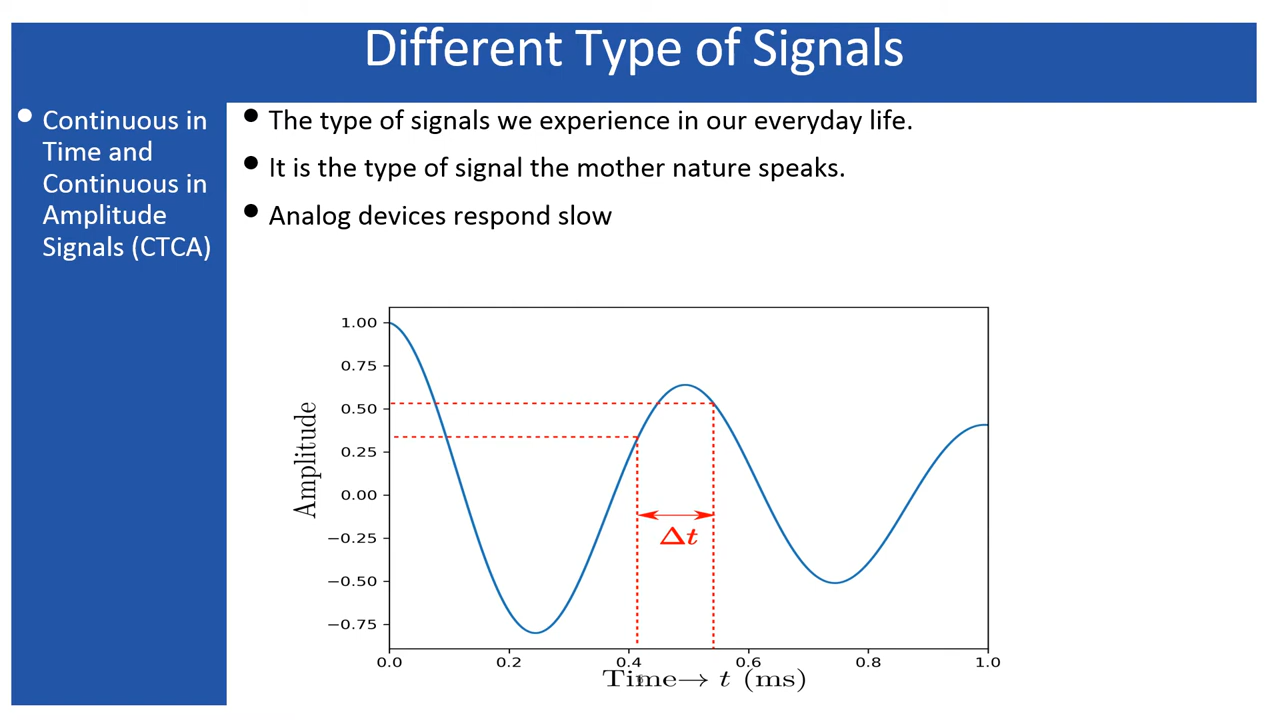 Different Type of Signals
• Continuous in
Time and
Continuous in
Amplitude
Signals (CTCA)
• The type of signals we experience in our everyday life.
• It is the type of signal the mother nature speaks.
• Analog devices respond slow
1.00
0.75
0.50
0.25
0.00
−0.25
−0.50
−0.75
Amplitude
Δt
0.0 0.2 0.4 0.6 0.8 1.0
Time→ t (ms)